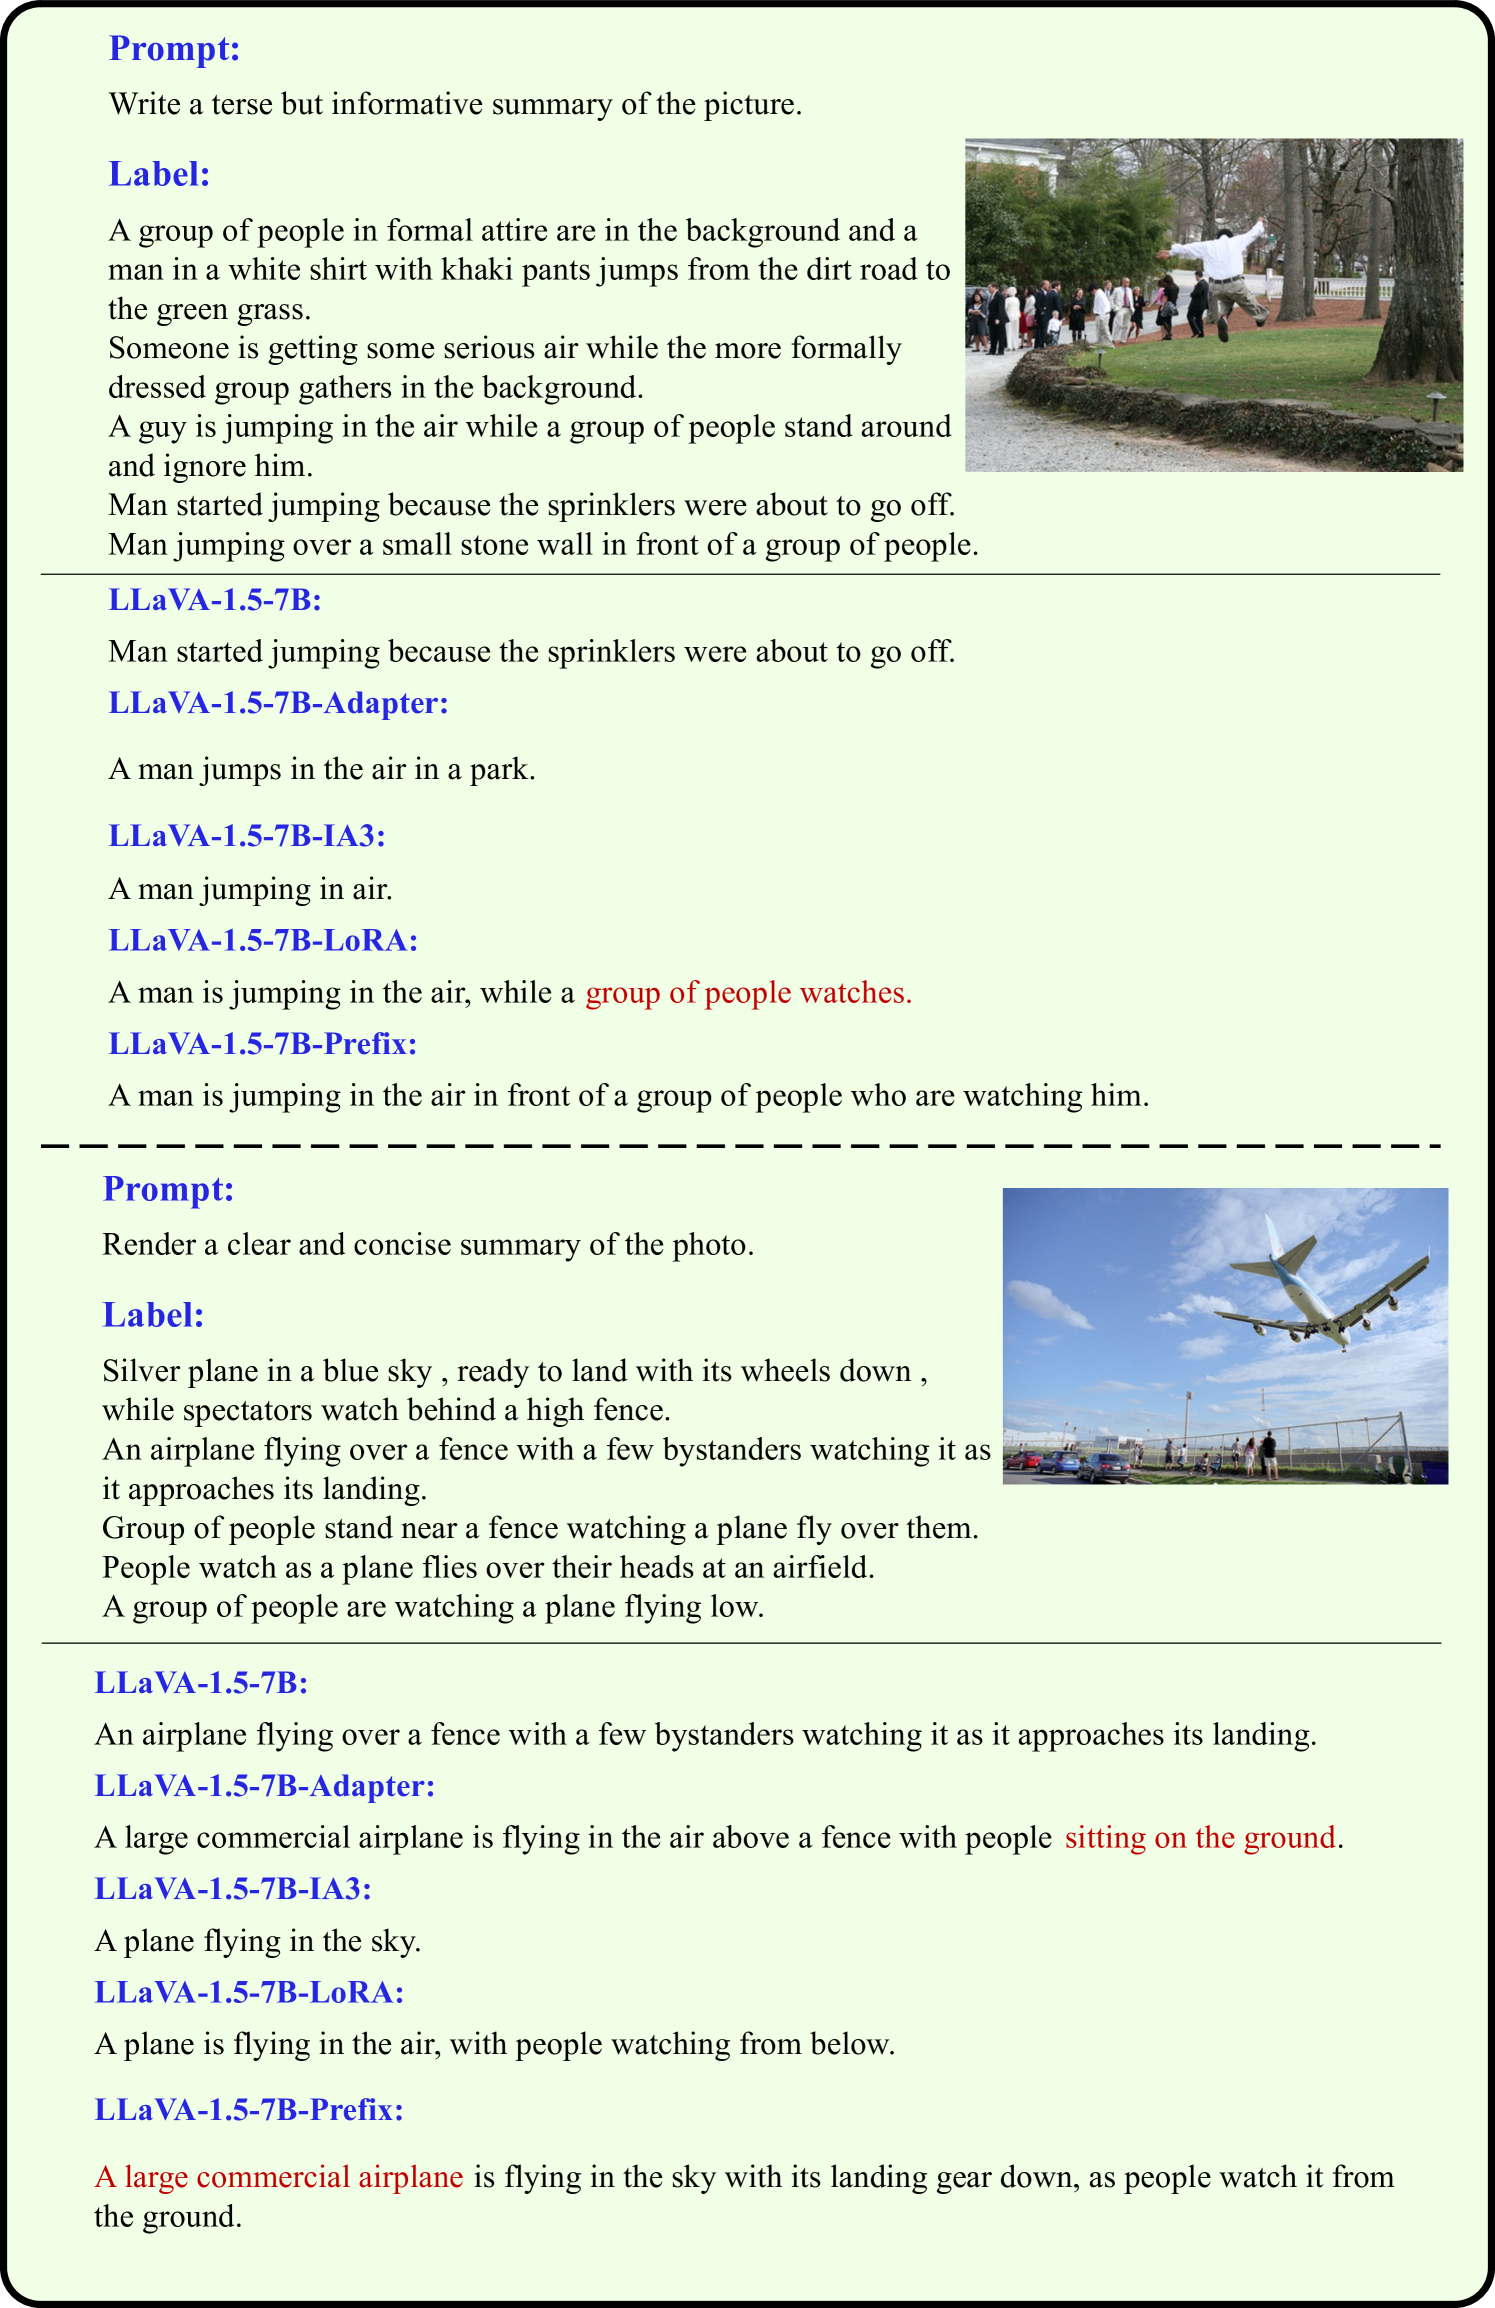 Prompt:
Write a terse but informative summary of the picture.
Label:
A group of people in formal attire are in the background and a
man in a white shirt with khaki pants jumps from the dirt road to
the green grass.
Someone is getting some serious air while the more formally
dressed group gathers in the background.
A guy is jumping in the air while a group of people stand around
and ignore him.
Man started jumping because the sprinklers were about to go off.
Man jumping over a small stone wall in front of a group of people.
LLaVA-1.5-7B:
Man started jumping because the sprinklers were about to go off.
LLaVA-1.5-7B-Adapter:
A man jumps in the air in a park.
LLaVA-1.5-7B-IA3:
A man jumping in air.
LLaVA-1.5-7B-LoRA:
A man is jumping in the air, while a group of people watches.
LLaVA-1.5-7B-Prefix:
A man is jumping in the air in front of a group of people who are watching him.
Prompt:
Render a clear and concise summary of the photo.
Label:
Silver plane in a blue sky , ready to land with its wheels down ,
while spectators watch behind a high fence.
An airplane flying over a fence with a few bystanders watching it as
it approaches its landing.
Group of people stand near a fence watching a plane fly over them.
People watch as a plane flies over their heads at an airfield.
A group of people are watching a plane flying low.
LLaVA-1.5-7B:
An airplane flying over a fence with a few bystanders watching it as it approaches its landing.
LLaVA-1.5-7B-Adapter:
A large commercial airplane is flying in the air above a fence with people sitting on the ground.
LLaVA-1.5-7B-IA3:
A plane flying in the sky.
LLaVA-1.5-7B-LoRA:
A plane is flying in the air, with people watching from below.
LLaVA-1.5-7B-Prefix:
A large commercial airplane is flying in the sky with its landing gear down, as people watch it from
the ground.